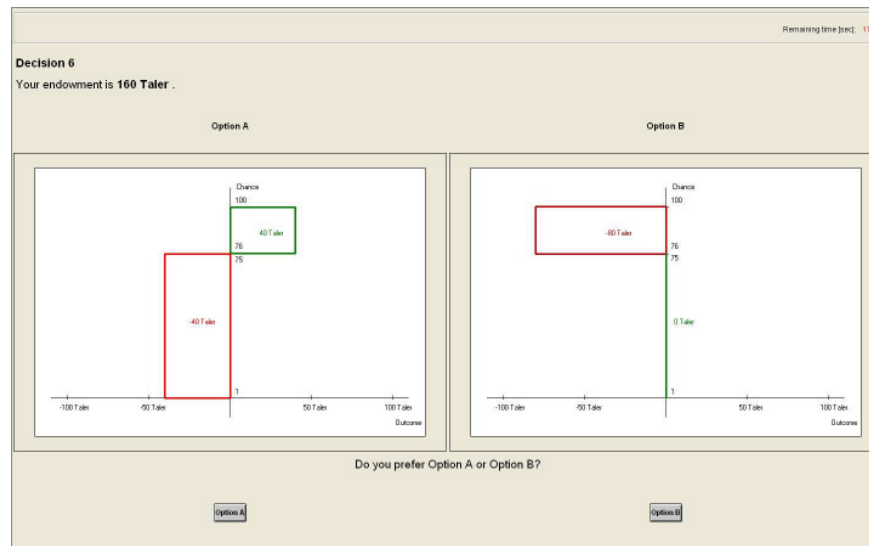 Remaining time [sec]:
Decision 6
Your endowment is 160 Taler .
Option A
Option B
Chance
100
40 Taler
76
75
-40 Taler
1
-100 Taler
-50 Taler
50 Taler
100 Taler
Outcome
Chance
100
-80 Taler
76
75
0 Taler
1
-100 Taler
-50 Taler
50 Taler
100 Taler
Outcome
Do you prefer Option A or Option B?
Option A
Option B